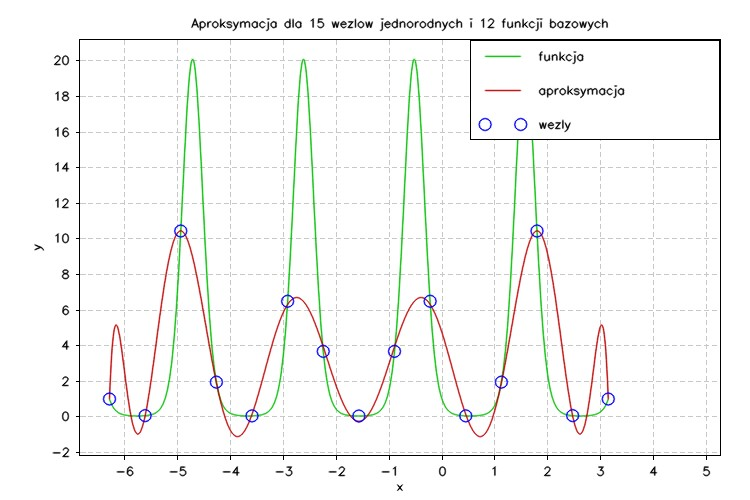 Aproksymacja dla 15 wezlow jednorodnych i 12 funkcji bazowych
funkcja
aproksymacja
wezly
20
18
16
14
12
10
8
6
4
2
0
−2
y
−6 −5 −4 −3 −2 −1 0 1 2 3 4 5
x